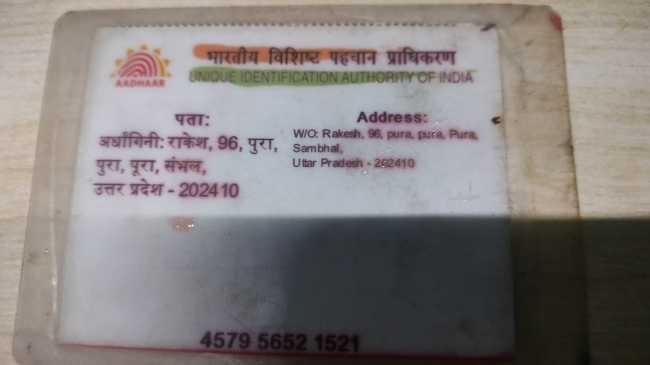 भारतीय विशिष्ट पहचान प्राधिकरण
UNIQUE IDENTIFICATION AUTHORITY OF INDIA
AADHAAR
पता:
अर्धांगिनी: राकेश, 96, पुरा,
पुरा, पूरा, संभल,
उत्तर प्रदेश - 202410
Address:
W/O: Rakesh, 96, pura, pura, Pura,
Sambhal,
Uttar Pradesh - 202410
4579 5652 1521